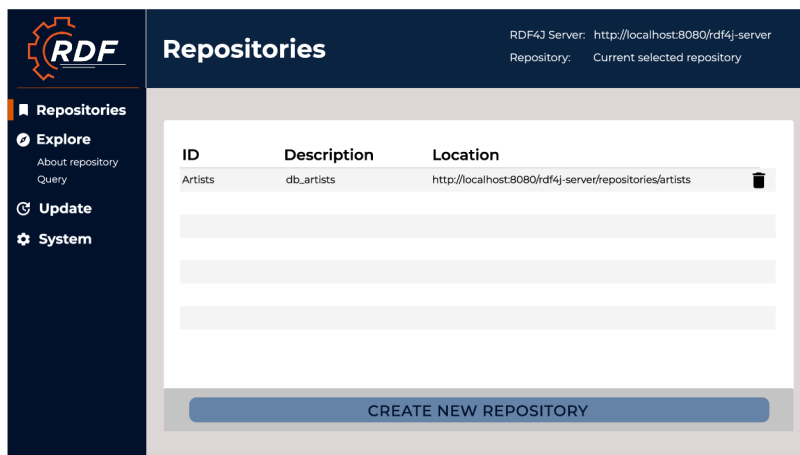 RDF
Repositories
RDF4J Server: http://localhost:8080/rdf4j-server
Repository: Current selected repository
Repositories
Explore
About repository
Query
Update
System
ID Description Location
Artists db_artists http://localhost:8080/rdf4j-server/repositories/artists
CREATE NEW REPOSITORY